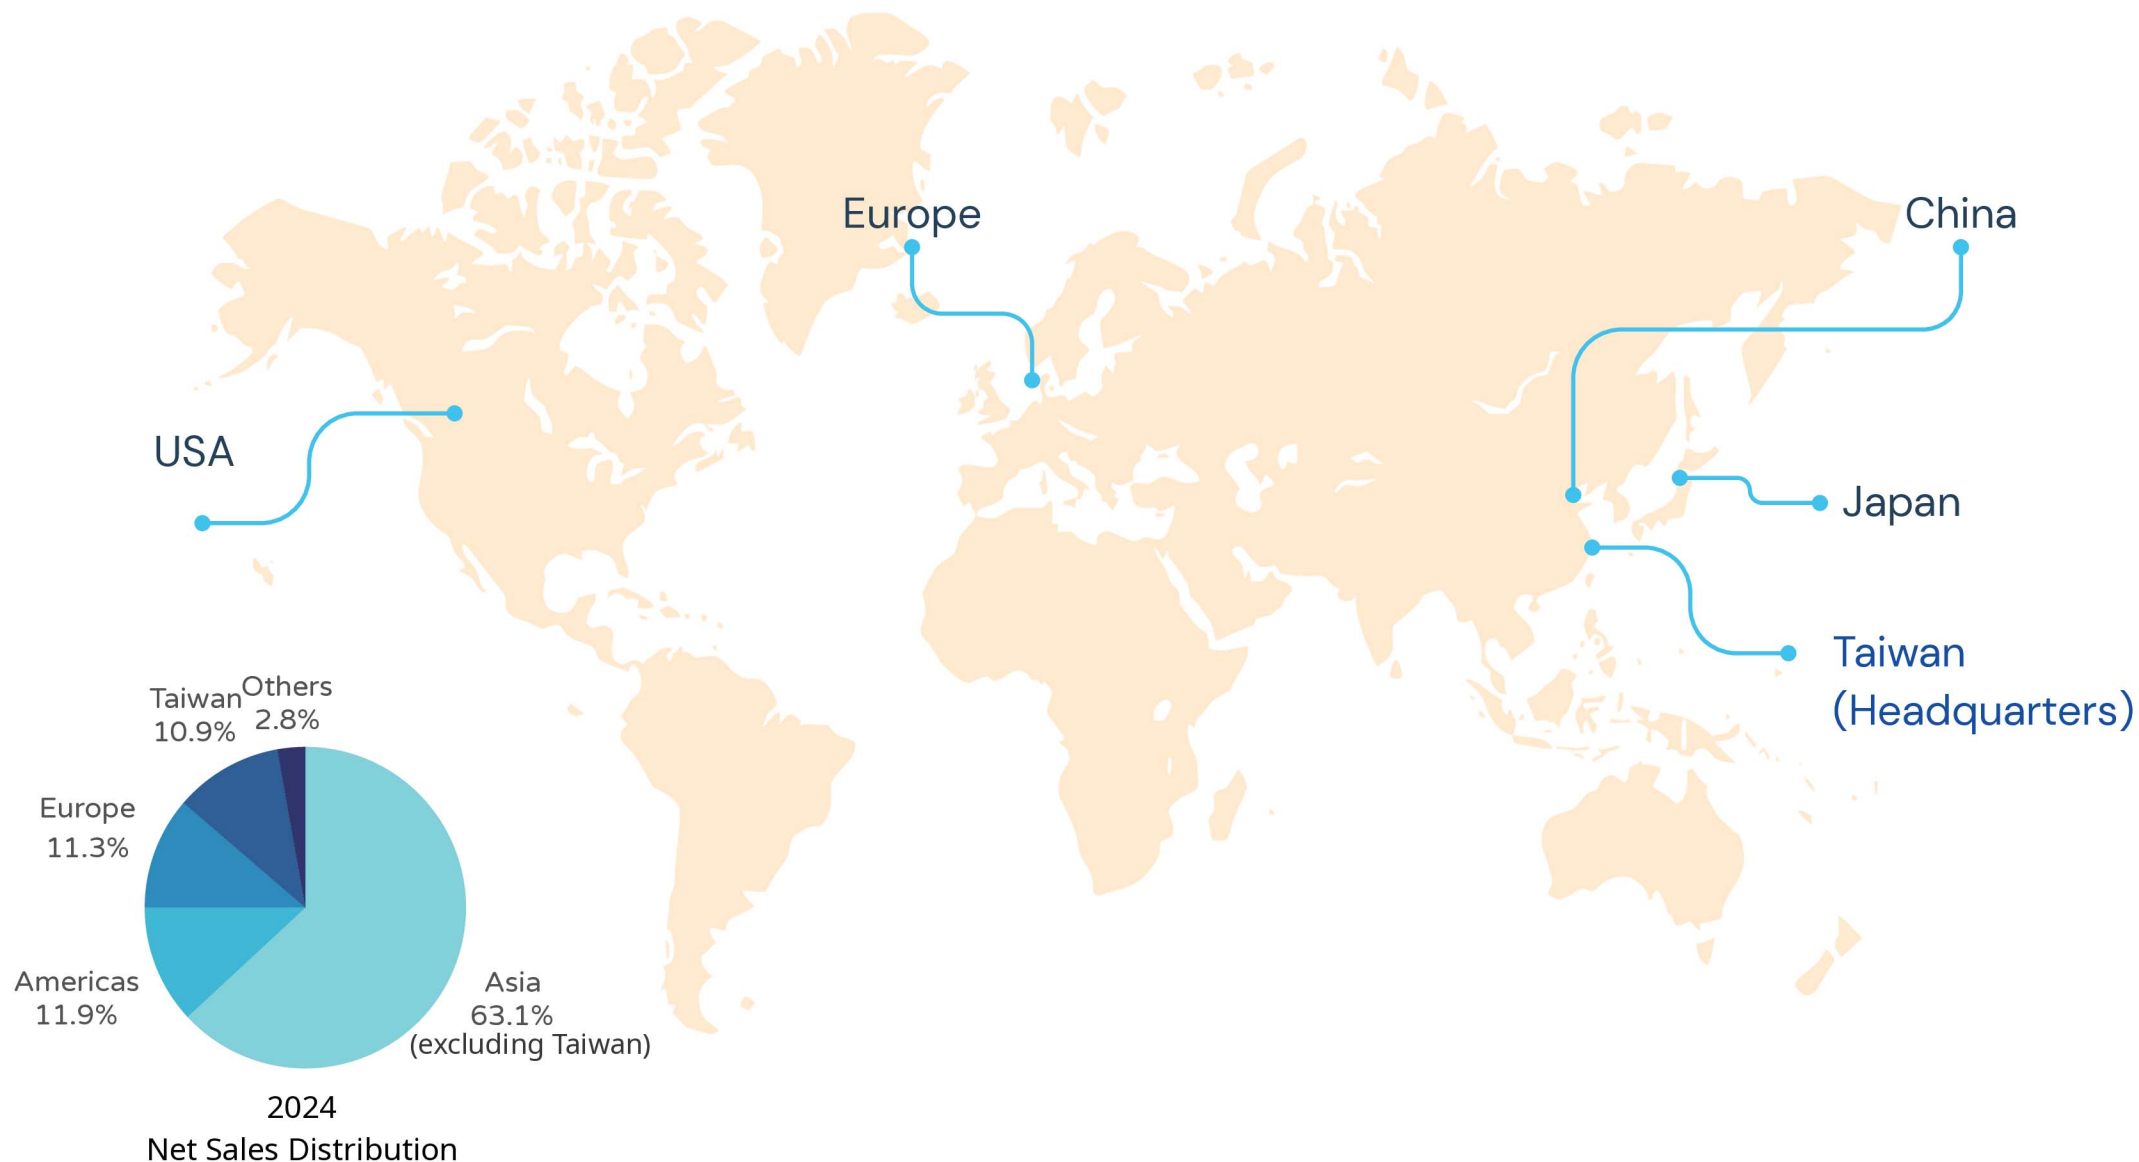 Europe
China
USA
Japan
Taiwan
(Headquarters)
Taiwan
10.9%
Others
2.8%
Europe
11.3%
Americas
11.9%
Asia
63.1%
(excluding Taiwan)
2024
Net Sales Distribution